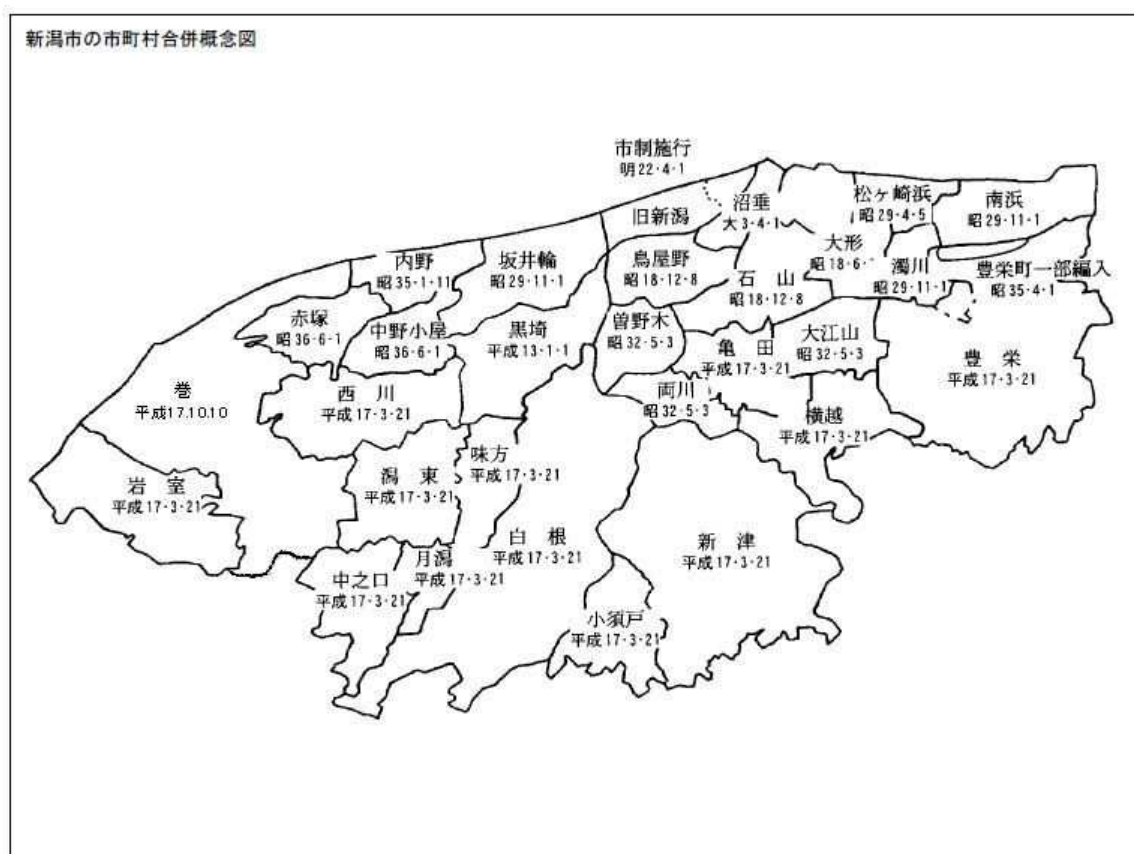 新潟市の市町村合併概念図
市制施行
明22・4・1
旧新潟
沼垂
大3・4・1
松ヶ崎浜
昭29・4・5
南浜
昭29・11・1
内野
昭35・1・11
坂井輪
昭29・11・1
鳥屋野
昭18・12・8
石山
昭18・12・8
大形
昭18・6・
濁川
昭29・11・1
豊栄町一部編入
昭35・4・1
赤塚
昭36・6・1
中野小屋
昭36・6・1
黒埼
平成13・1・1
曽野木
昭32・5・3
亀田
平成17・3・21
大江山
昭32・5・3
豊栄
平成17・3・21
巻
平成17.10.10
西川
平成17・3・21
両川
昭32・5・3
横越
平成17・3・21
岩室
平成17・3・21
潟東
平成17・3・21
味方
平成17・3・21
白根
平成17・3・21
新津
平成17・3・21
中之口
平成17・3・21
月潟
平成17・3・21
小須戸
平成17・3・21